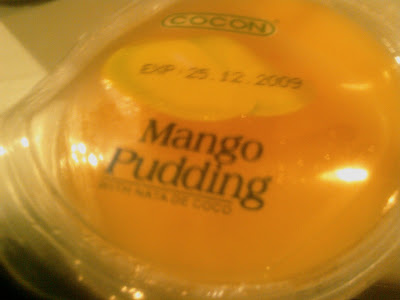 COCON
EXP : 25.12.2009
Mango
Pudding
WITH NATA DE COCO